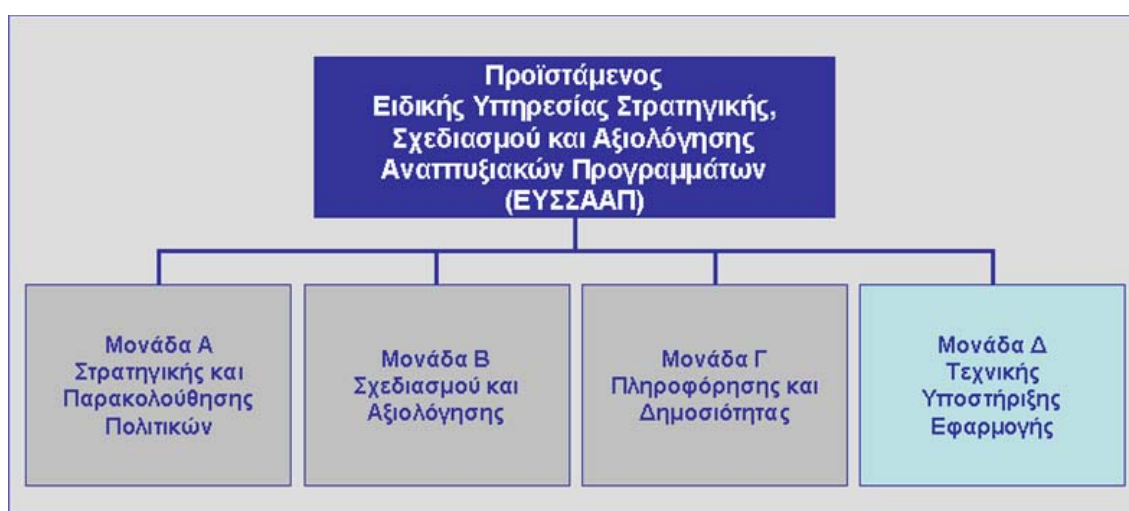 Προϊστάμενος
Ειδικής Υπηρεσίας Στρατηγικής,
Σχεδιασμού και Αξιολόγησης
Αναπτυξιακών Προγραμμάτων
(ΕΥΣΣΑΑΠ)
Μονάδα Α
Στρατηγικής και
Παρακολούθησης
Πολιτικών
Μονάδα Β
Σχεδιασμού και
Αξιολόγησης
Μονάδα Γ
Πληροφόρησης και
Δημοσιότητας
Μονάδα Δ
Τεχνικής
Υποστήριξης
Εφαρμογής